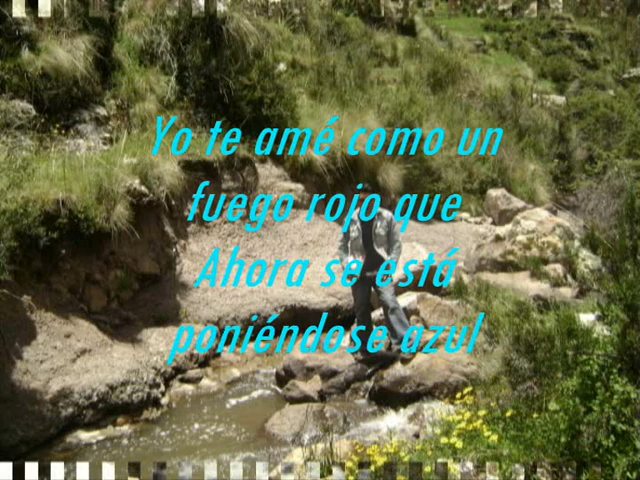 Yo te amé como un
fuego rojo que
Ahora se está
poniéndose azul